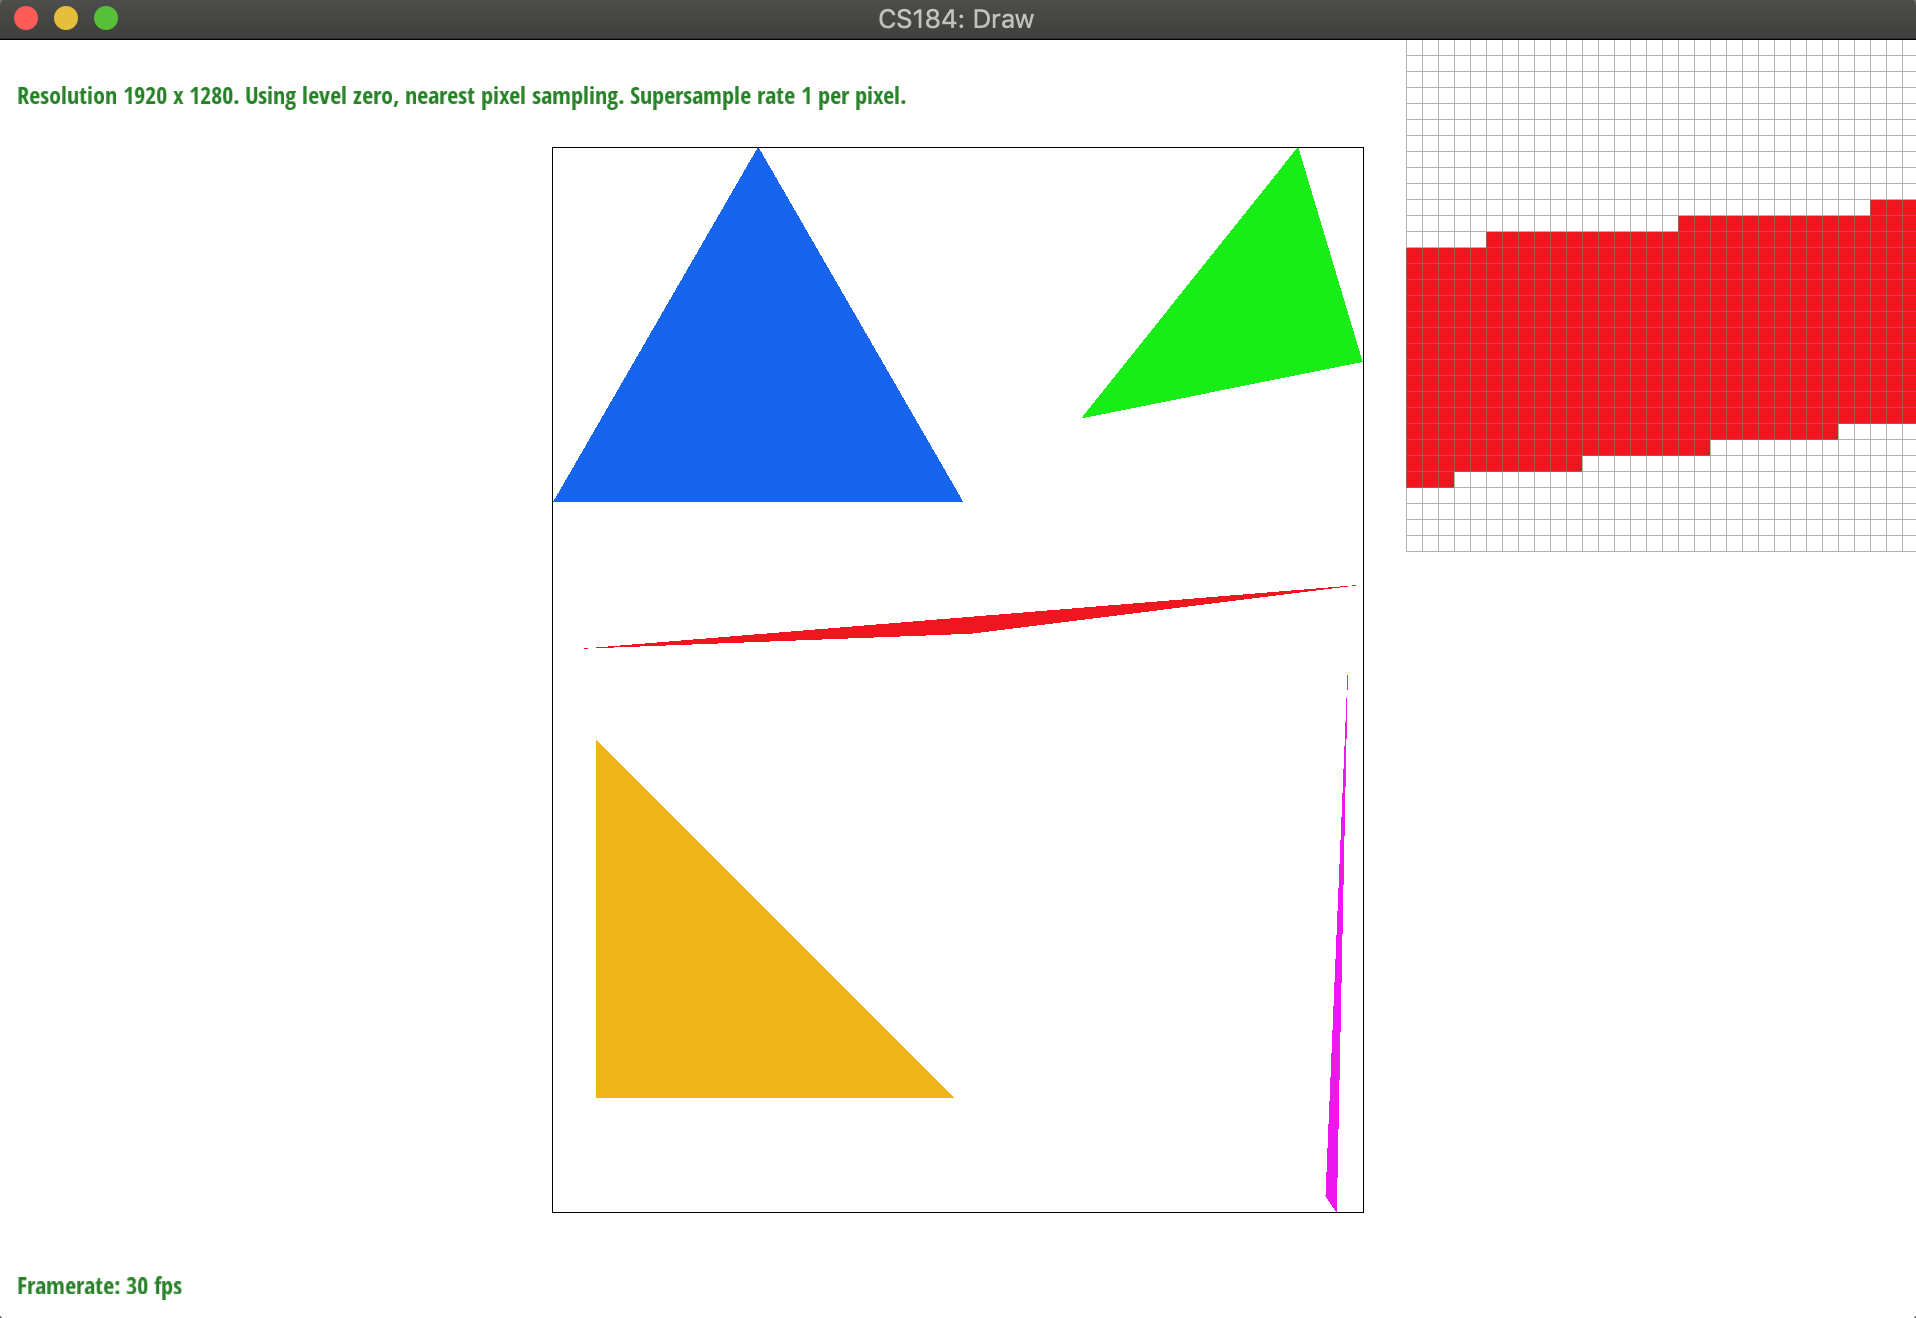 CS184: Draw
Resolution 1920 x 1280. Using level zero, nearest pixel sampling. Supersample rate 1 per pixel.
Framerate: 30 fps